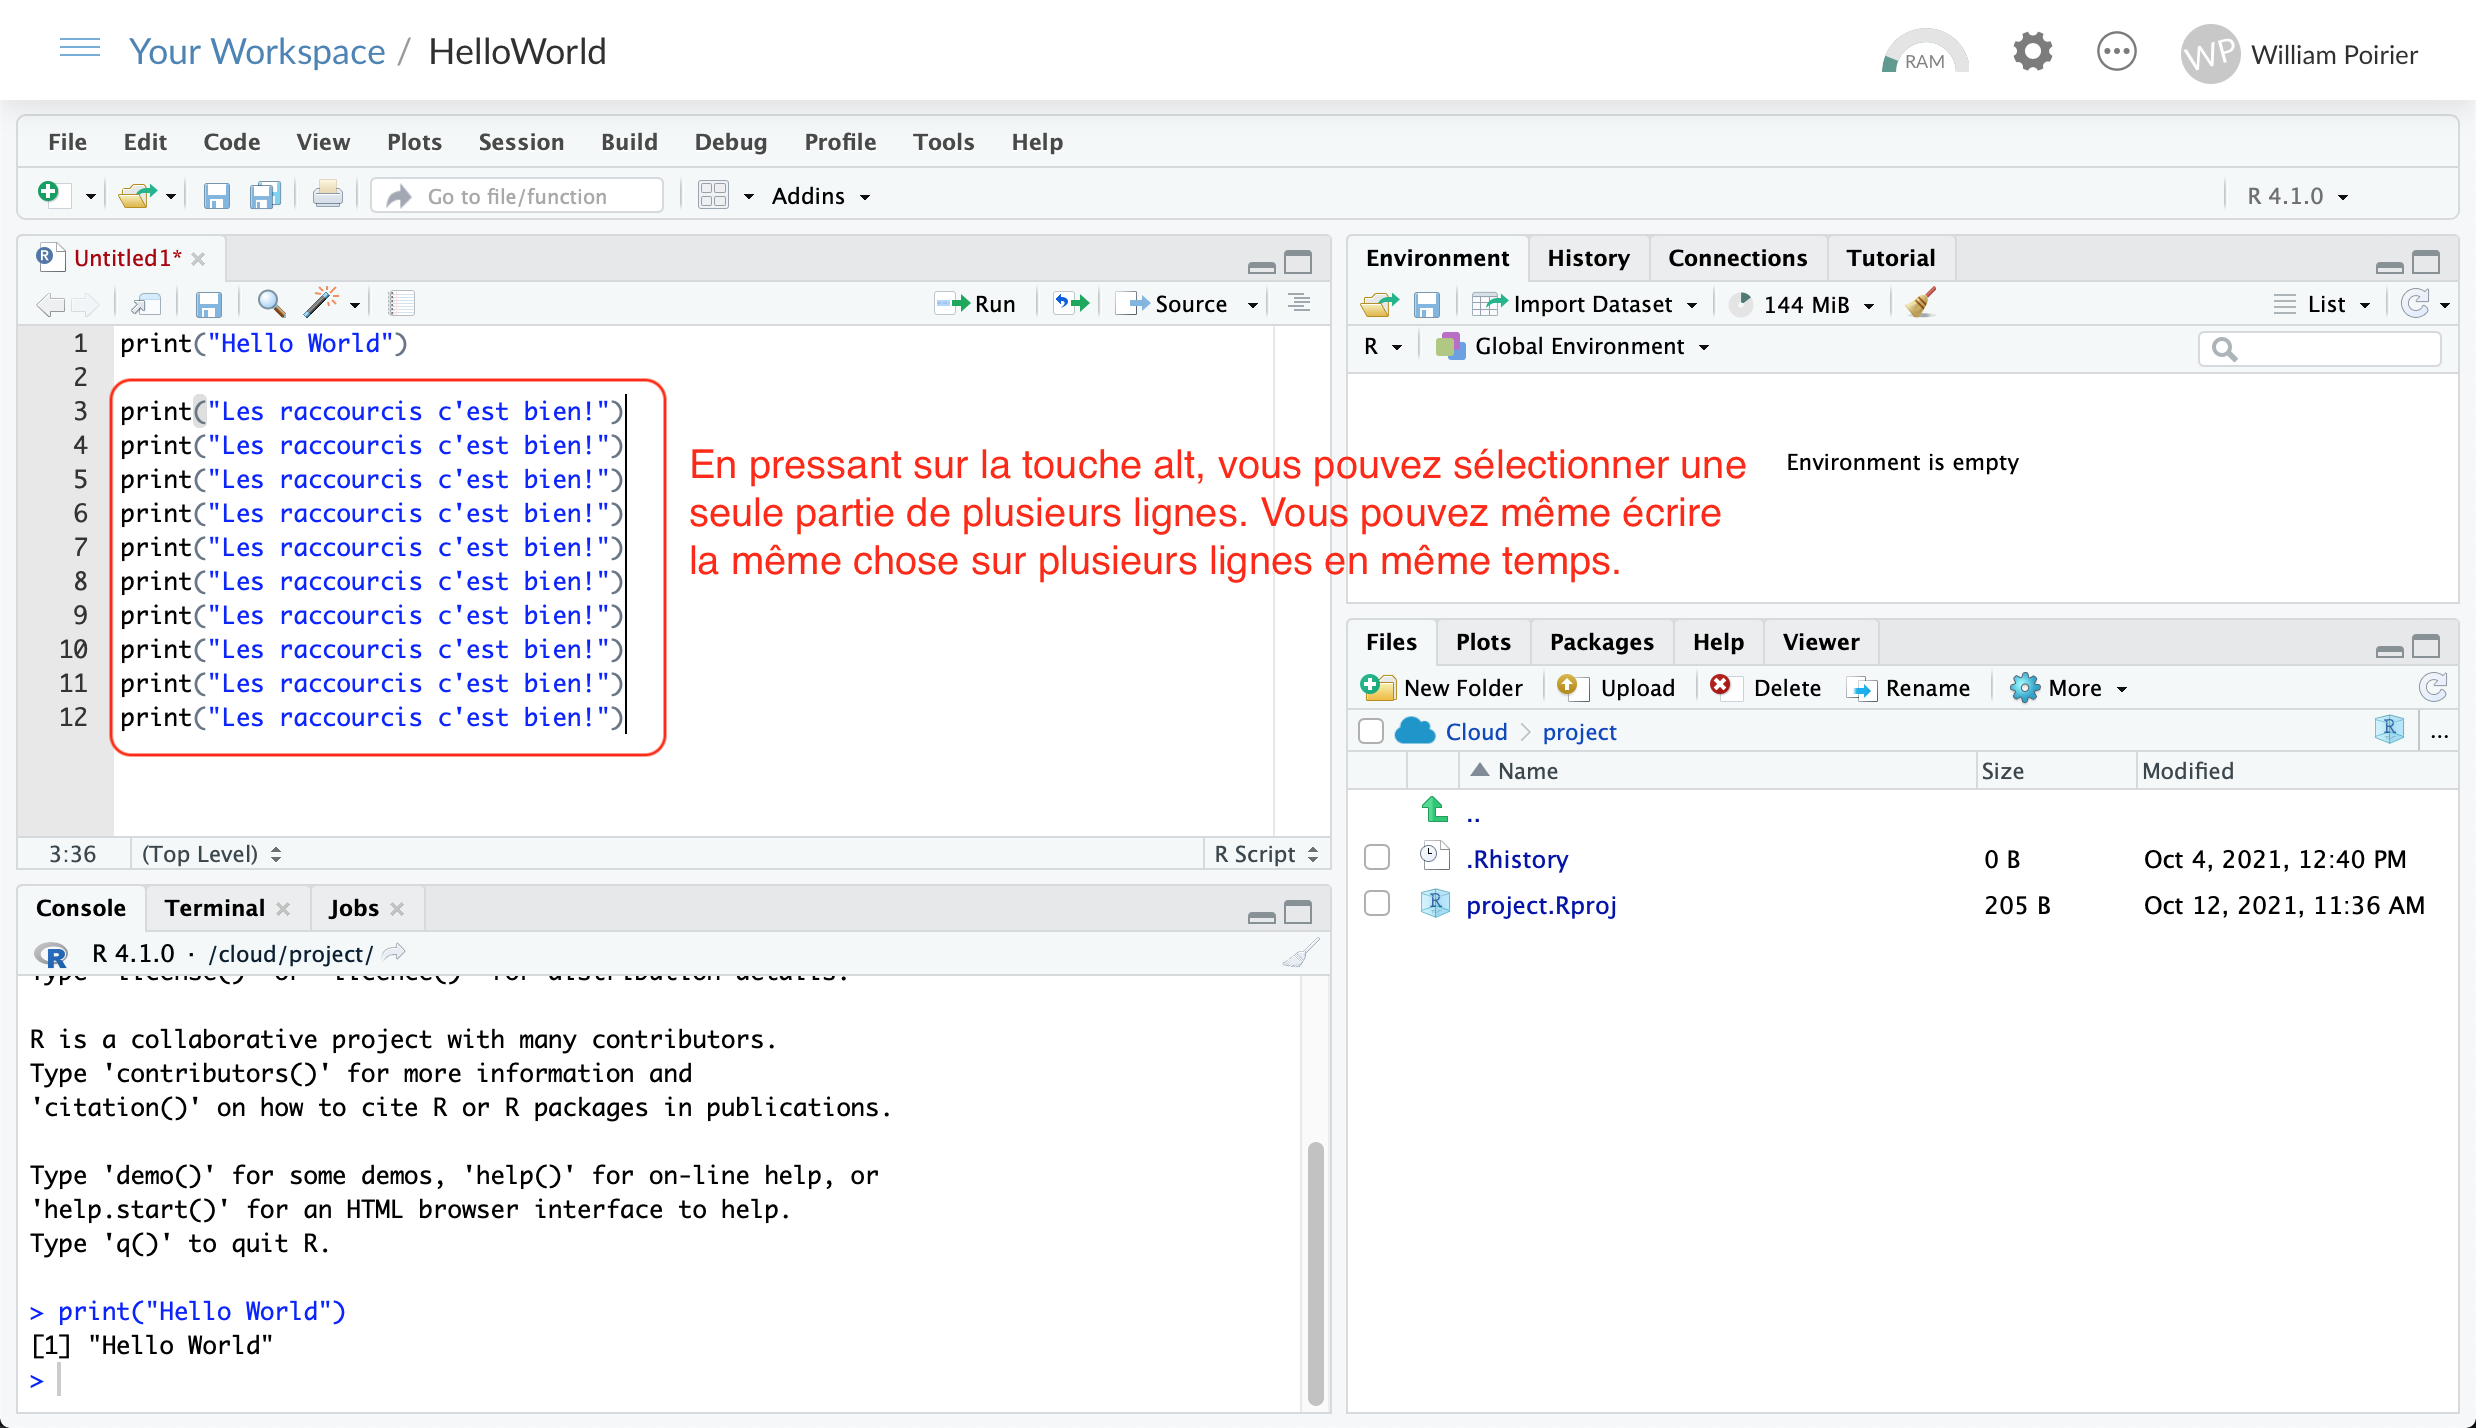 Your Workspace / HelloWorld
RAM
WP William Poirier
File Edit Code View Plots Session Build Debug Profile Tools Help
Go to file/function
Addins
R 4.1.0
Untitled1*
Run
Source
1 print("Hello World")
2
3 print("Les raccourcis c'est bien!")
4 print("Les raccourcis c'est bien!")
5 print("Les raccourcis c'est bien!")
6 print("Les raccourcis c'est bien!")
7 print("Les raccourcis c'est bien!")
8 print("Les raccourcis c'est bien!")
9 print("Les raccourcis c'est bien!")
10 print("Les raccourcis c'est bien!")
11 print("Les raccourcis c'est bien!")
12 print("Les raccourcis c'est bien!")
En pressant sur la touche alt, vous pouvez sélectionner une
seule partie de plusieurs lignes. Vous pouvez même écrire
la même chose sur plusieurs lignes en même temps.
3:36 (Top Level) R Script
Console Terminal Jobs
R 4.1.0 · /cloud/project/
Type 'license()' or 'licence()' for distribution details.
R is a collaborative project with many contributors.
Type 'contributors()' for more information and
'citation()' on how to cite R or R packages in publications.
Type 'demo()' for some demos, 'help()' for on-line help, or
'help.start()' for an HTML browser interface to help.
Type 'q()' to quit R.
> print("Hello World")
[1] "Hello World"
>
Environment History Connections Tutorial
Import Dataset 144 MiB List
R Global Environment
Environment is empty
Files Plots Packages Help Viewer
New Folder Upload Delete Rename More
Cloud > project ...
Name Size Modified
..
.Rhistory 0 B Oct 4, 2021, 12:40 PM
project.Rproj 205 B Oct 12, 2021, 11:36 AM